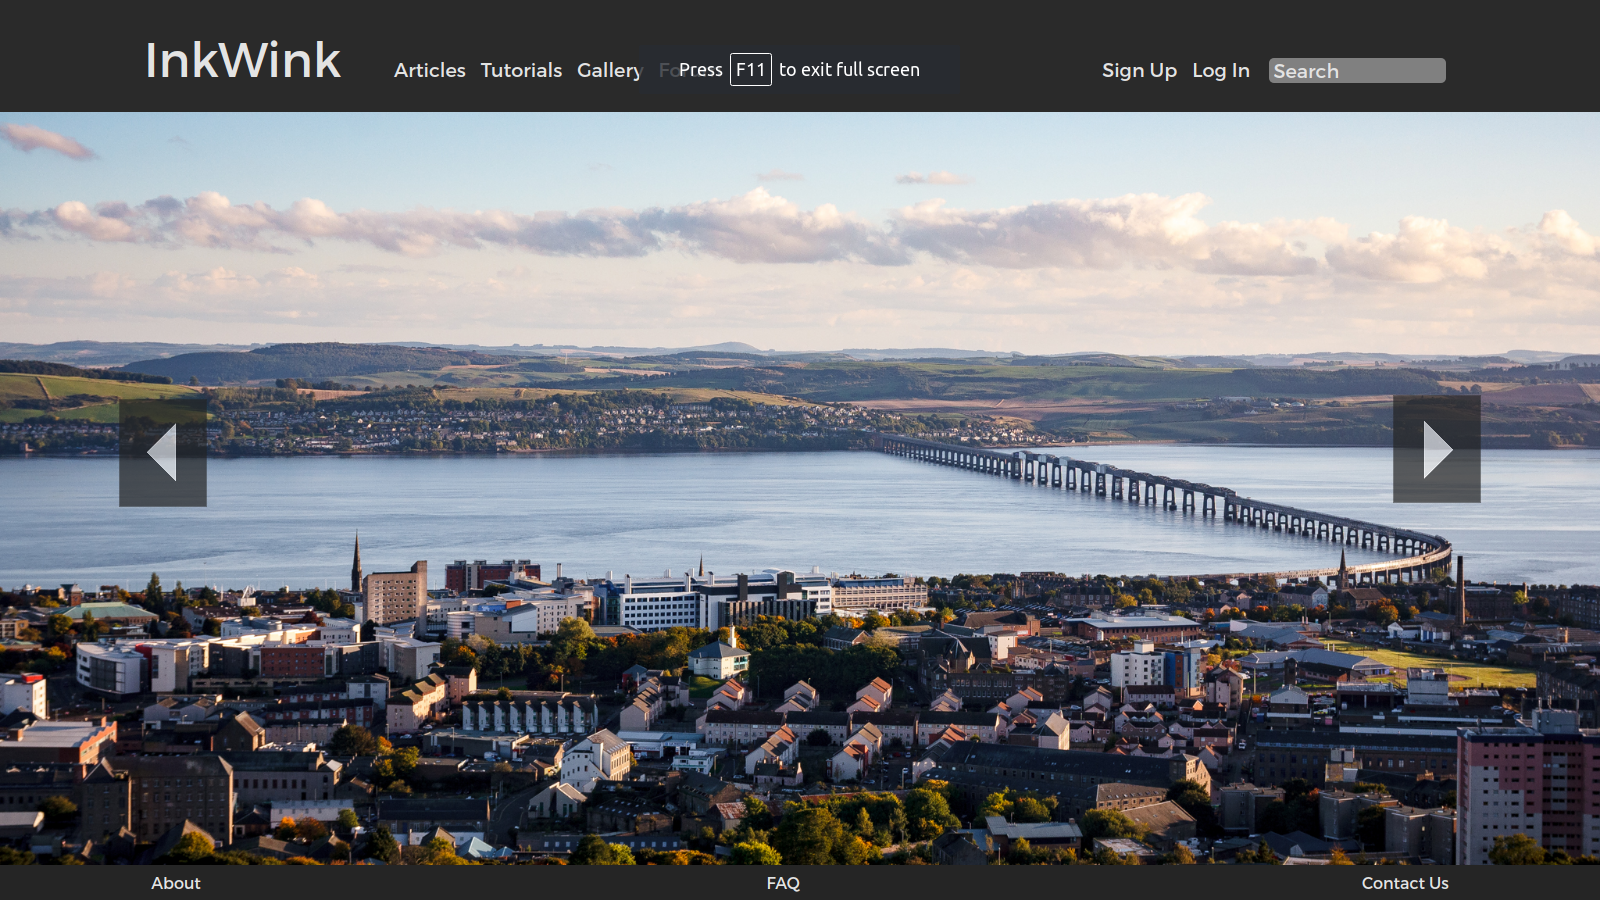 InkWink
Articles Tutorials Gallery
Press F11 to exit full screen
Sign Up Log In Search
About FAQ Contact Us